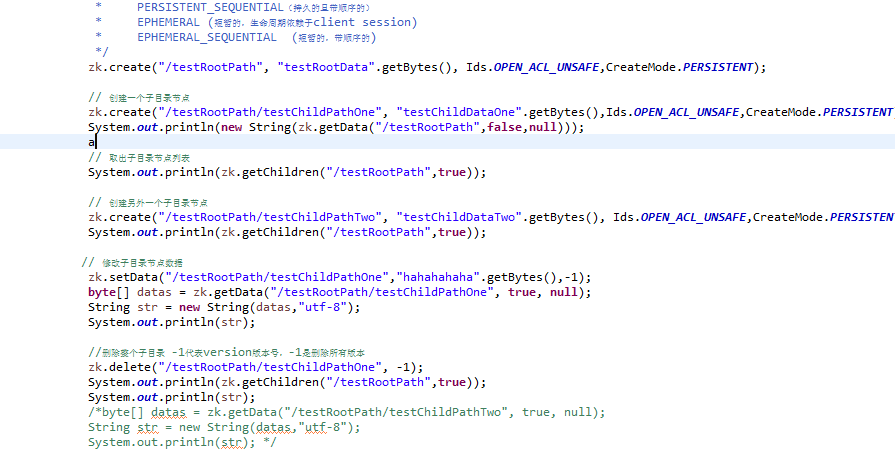 * PERSISTENT_SEQUENTIAL（持久的且带顺序的）
* EPHEMERAL (短暂的，生命周期依赖于client session)
* EPHEMERAL_SEQUENTIAL (短暂的，带顺序的)
*/
zk.create("/testRootPath", "testRootData".getBytes(), Ids.OPEN_ACL_UNSAFE,CreateMode.PERSISTENT);
// 创建一个子目录节点
zk.create("/testRootPath/testChildPathOne", "testChildDataOne".getBytes(),Ids.OPEN_ACL_UNSAFE,CreateMode.PERSISTENT
System.out.println(new String(zk.getData("/testRootPath",false,null)));
a
// 取出子目录节点列表
System.out.println(zk.getChildren("/testRootPath",true));
// 创建另外一个子目录节点
zk.create("/testRootPath/testChildPathTwo", "testChildDataTwo".getBytes(), Ids.OPEN_ACL_UNSAFE,CreateMode.PERSISTEN
System.out.println(zk.getChildren("/testRootPath",true));
// 修改子目录节点数据
zk.setData("/testRootPath/testChildPathOne","hahahahaha".getBytes(),-1);
byte[] datas = zk.getData("/testRootPath/testChildPathOne", true, null);
String str = new String(datas,"utf-8");
System.out.println(str);
//删除整个子目录 -1代表version版本号，-1是删除所有版本
zk.delete("/testRootPath/testChildPathOne", -1);
System.out.println(zk.getChildren("/testRootPath",true));
System.out.println(str);
/*byte[] datas = zk.getData("/testRootPath/testChildPathTwo", true, null);
String str = new String(datas,"utf-8");
System.out.println(str); */